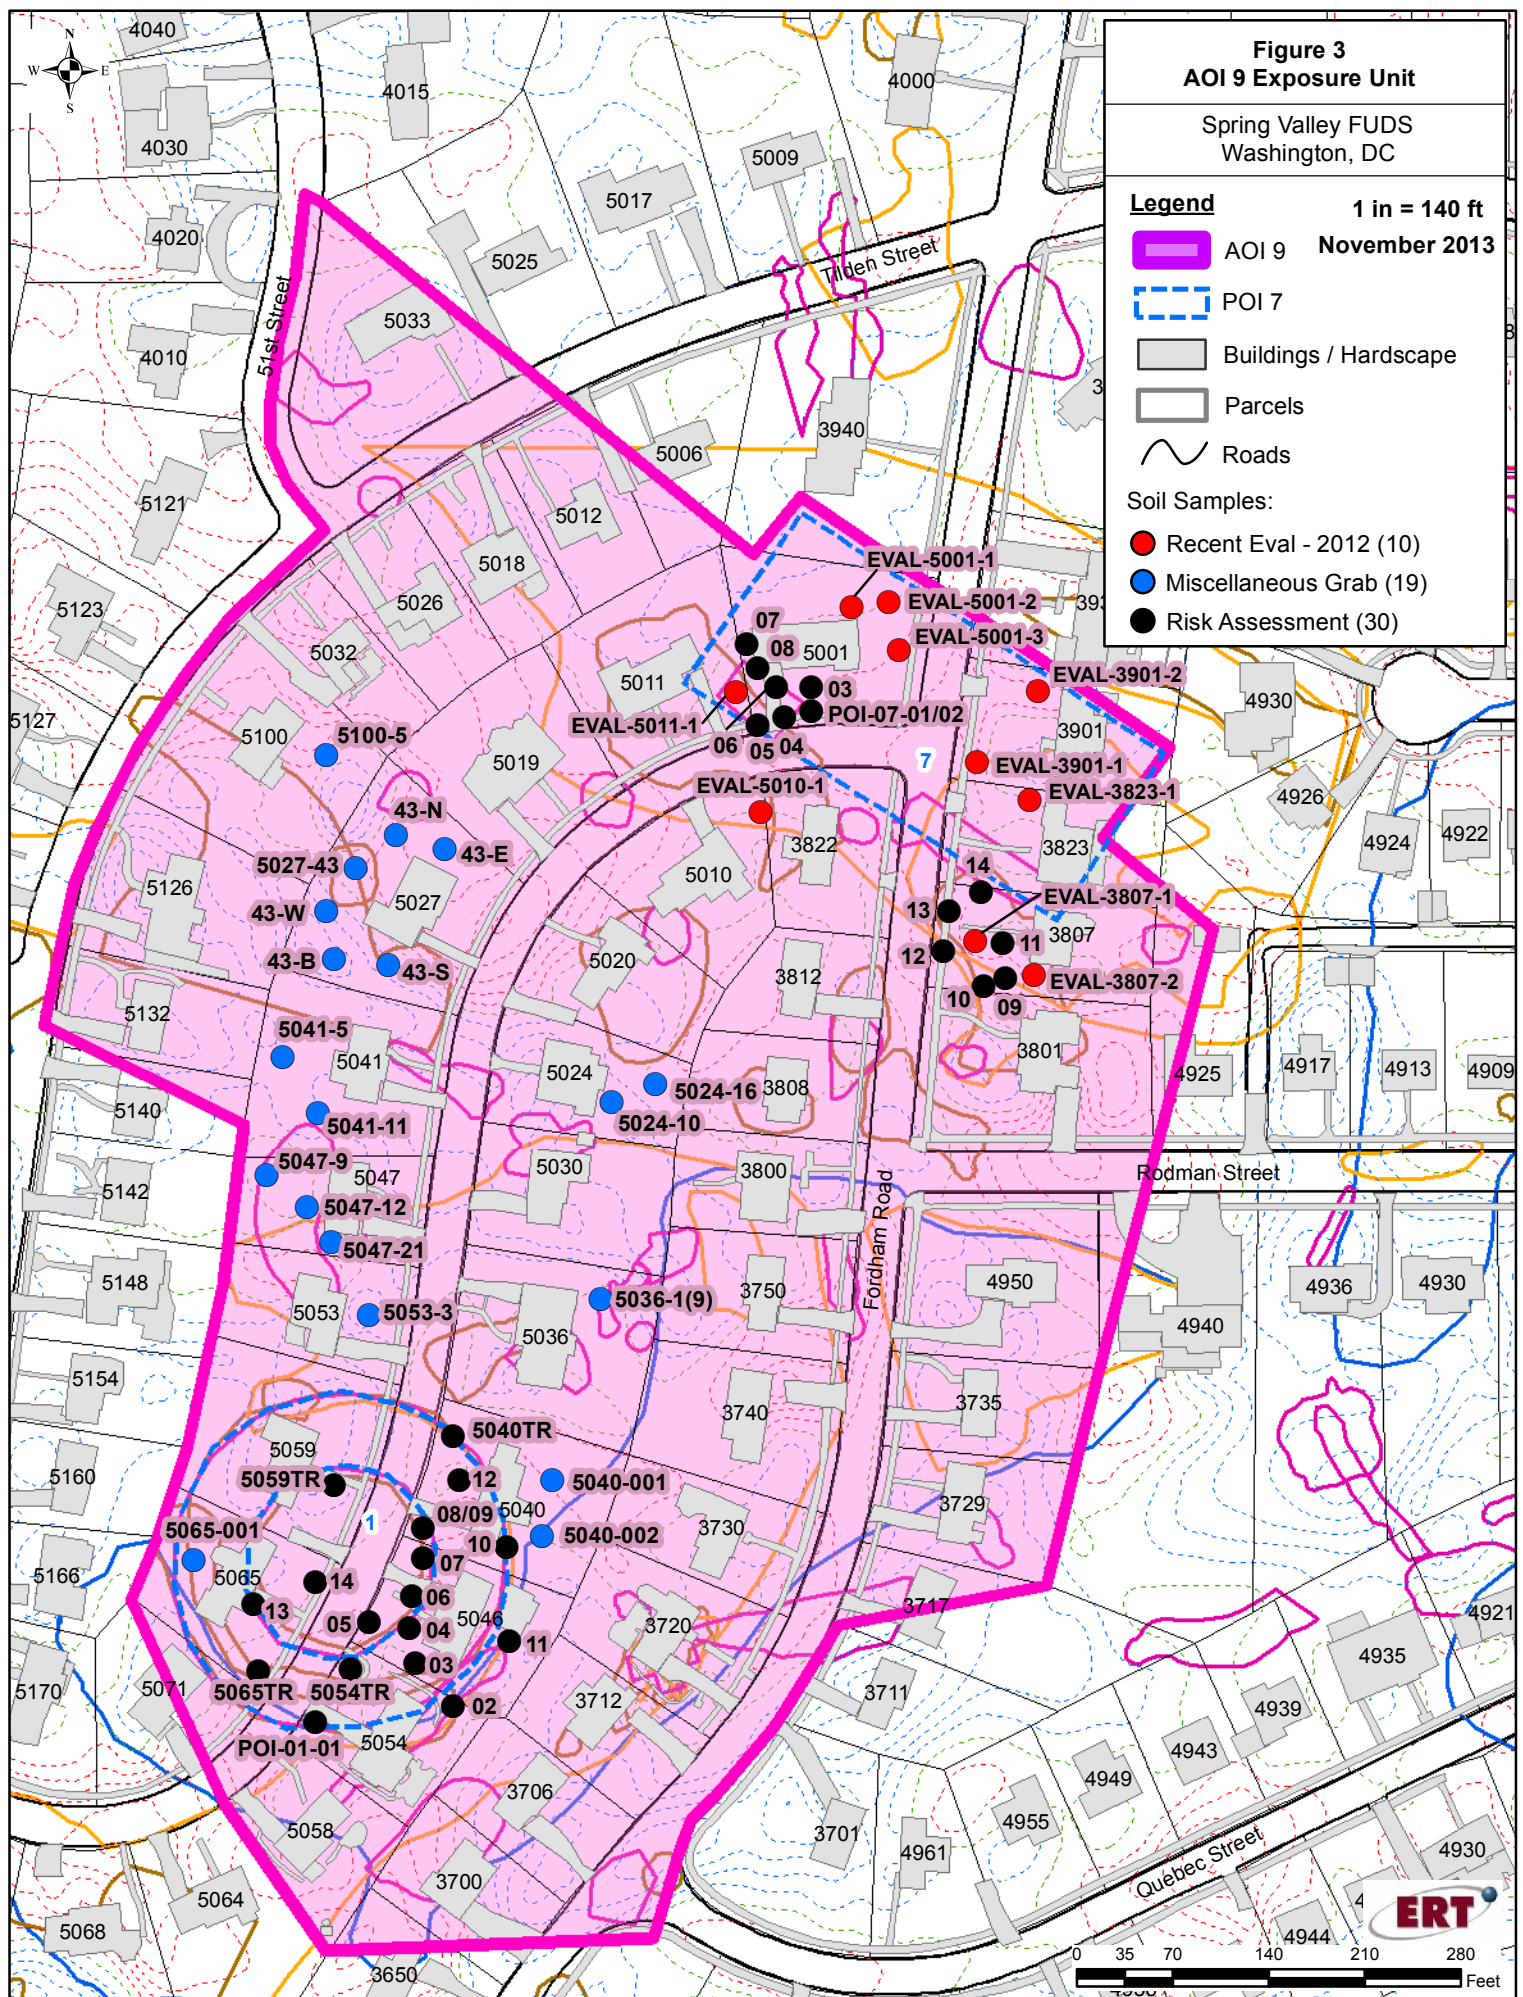 N
W E
S
Figure 3
AOI 9 Exposure Unit
Spring Valley FUDS
Washington, DC
Legend
1 in = 140 ft
November 2013
AOI 9
POI 7
Buildings / Hardscape
Parcels
Roads
Soil Samples:
Recent Eval - 2012 (10)
Miscellaneous Grab (19)
Risk Assessment (30)
4040
4015
4000
4030
5009
5017
4020
5025
Tilden Street
51st Street
5033
4010
3940
5006
5121
5012
5018
EVAL-5001-1
5123
5026
EVAL-5001-2
07
EVAL-5001-3
5032
08
5001
5011
03
EVAL-3901-2
4930
5127
POI-07-01/02
EVAL-5011-1
06
05
04
3901
5100
5100-5
5019
7
EVAL-3901-1
EVAL-3823-1
4926
EVAL-5010-1
43-N
3822
3823
4924
4922
43-E
5027-43
5010
14
5126
5027
EVAL-3807-1
43-W
13
3807
11
12
43-B
43-S
5020
3812
EVAL-3807-2
10
09
5132
5041-5
5041
3801
5024
4917
4913
4909
4925
5024-16
3808
5140
5041-11
5024-10
5047-9
5030
3800
Rodman Street
5142
5047
5047-12
Fordham Road
5047-21
5148
4950
4936
4930
3750
5036-1(9)
5053
5053-3
4940
5036
5154
3735
3740
5040TR
5059
5160
5059TR
12
5040-001
3729
5040
08/09
1
3730
5065-001
5040-002
10
07
5166
5065
14
06
3717
13
5046
4921
05
04
3720
11
4935
03
5170
5071
5065TR
5054TR
02
3712
3711
4939
POI-01-01
5054
4943
4949
3706
4955
5058
3701
4961
4930
Quebec Street
3700
5064
5068
ERT
4944
3650
0 35 70 140 210 280
Feet